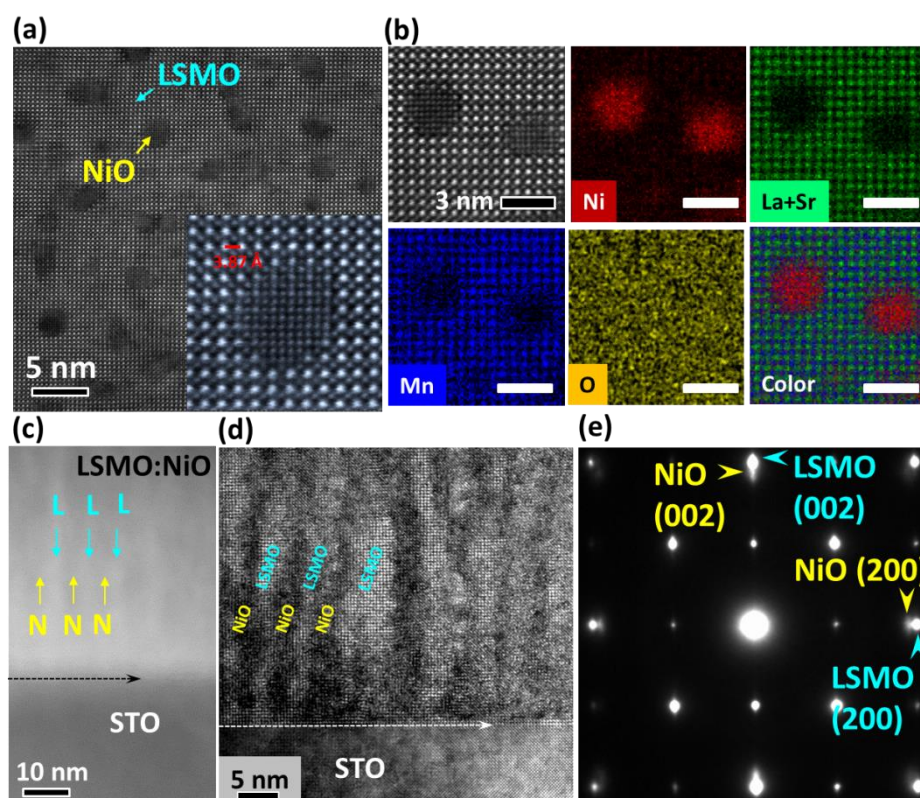 (a)
LSMO
NiO
3.87 Å
5 nm
(b)
3 nm
Ni
La+Sr
Mn
O
Color
(c)
LSMO:NiO
L L L
N N N
STO
10 nm
(d)
LSMO
LSMO
LSMO
NiO
NiO
NiO
STO
5 nm
(e)
NiO
(002)
LSMO
(002)
NiO (200
LSMO
(200)